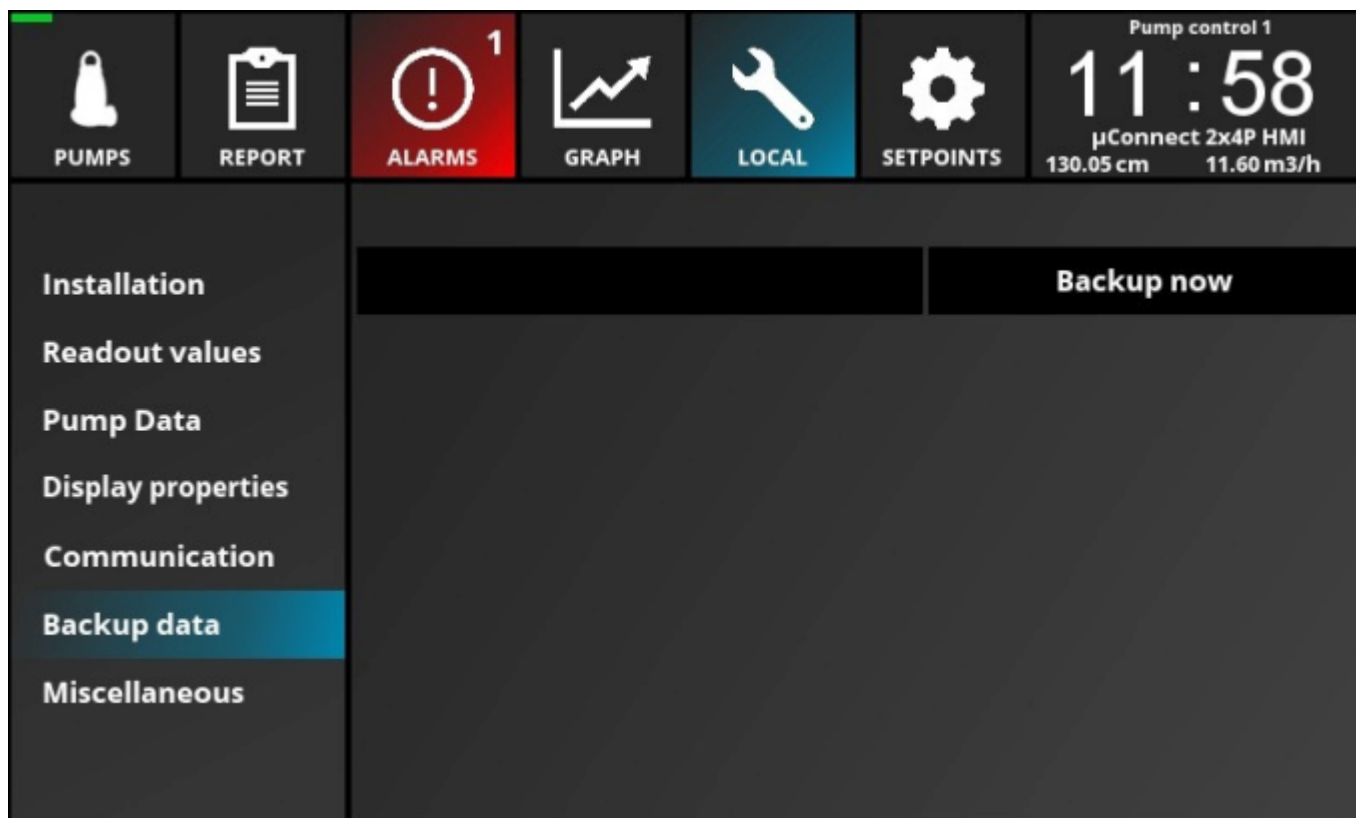 Pump control 1
1
11 : 58
µConnect 2x4P HMI
PUMPS REPORT ALARMS GRAPH LOCAL SETPOINTS 130.05 cm 11.60 m3/h
Installation
Backup now
Readout values
Pump Data
Display properties
Communication
Backup data
Miscellaneous